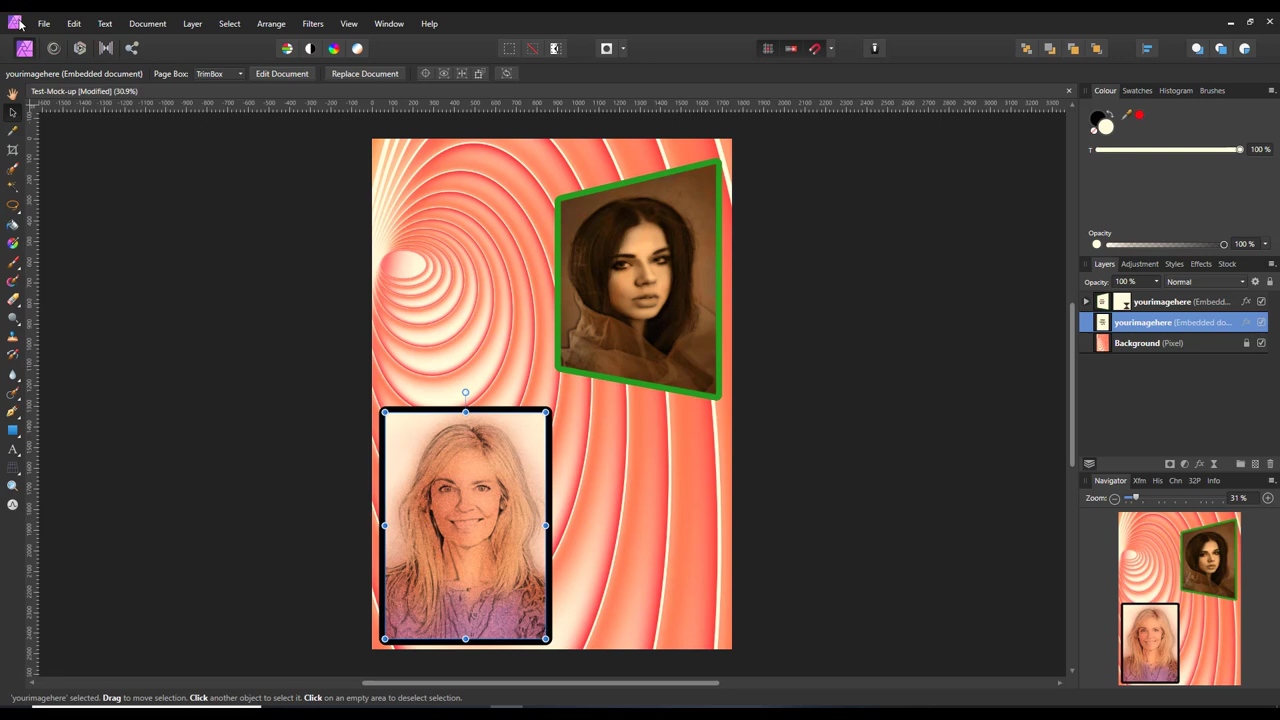 File Edit Text Document Layer Select Arrange Filters View Window Help
yourimagehere (Embedded document) Page Box: TrimBox Edit Document Replace Document
Test-Mock-up [Modified] (30.9%)
Colour Swatches Histogram Brushes
T 100 %
Opacity
100 %
Layers Adjustment Styles Effects Stock
Opacity: 100 % Normal
yourimagehere (Embedd...
yourimagehere (Embedded do...
Background (Pixel)
Navigator Xfm His Chn 32P Info
Zoom: 31 %
'yourimagehere' selected. Drag to move selection. Click another object to select it. Click on an empty area to deselect selection.